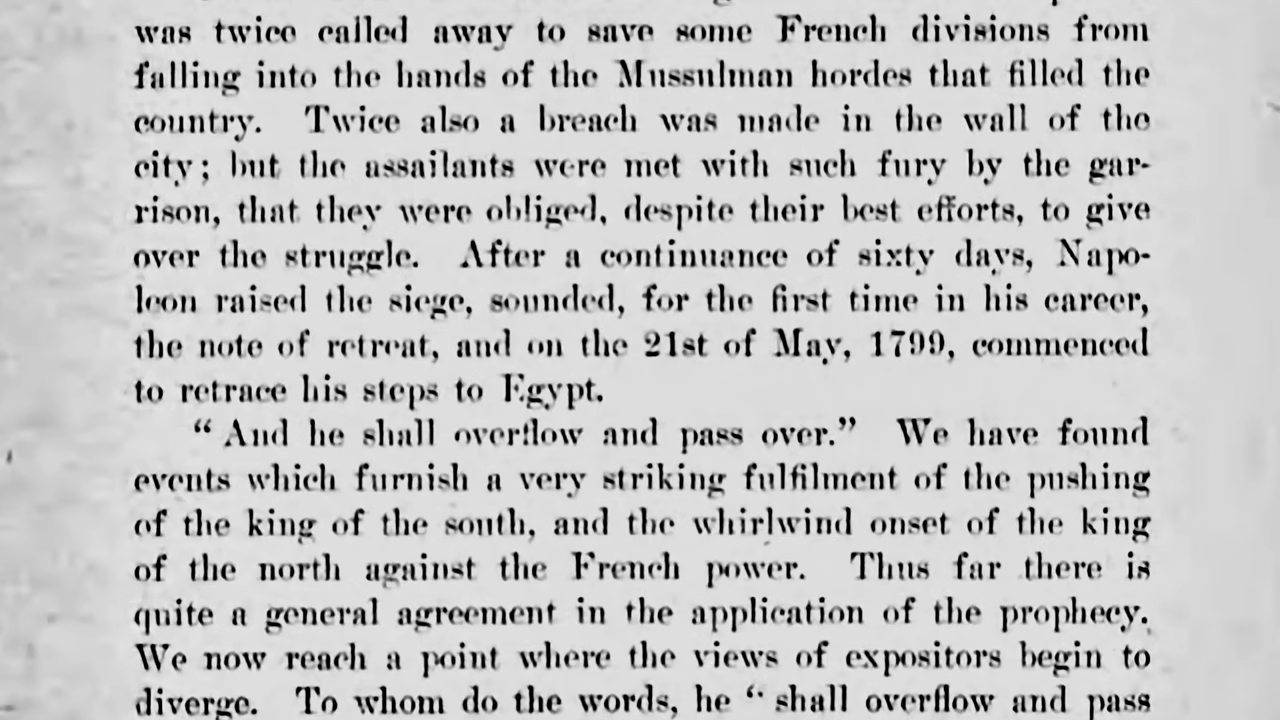 was twice called away to save some French divisions from
falling into the hands of the Mussulman hordes that filled the
country. Twice also a breach was made in the wall of the
city; but the assailants were met with such fury by the gar-
rison, that they were obliged, despite their best efforts, to give
over the struggle. After a continuance of sixty days, Napo-
leon raised the siege, sounded, for the first time in his career,
the note of retreat, and on the 21st of May, 1799, commenced
to retrace his steps to Egypt.
“And he shall overflow and pass over.” We have found
events which furnish a very striking fulfilment of the pushing
of the king of the south, and the whirlwind onset of the king
of the north against the French power. Thus far there is
quite a general agreement in the application of the prophecy.
We now reach a point where the views of expositors begin to
diverge. To whom do the words, he “shall overflow and pass